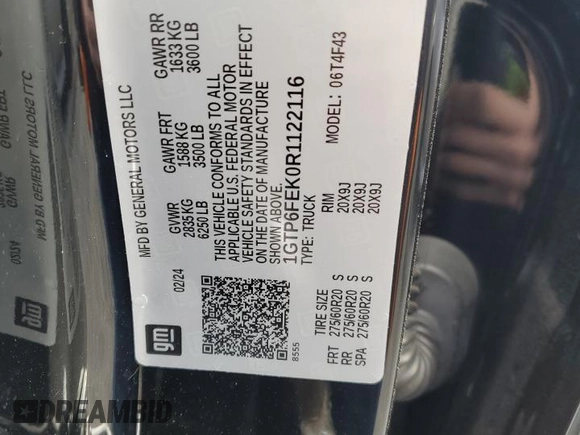 MFD BY GENERAL MOTORS LLC
02/24
GVWR
2835 KG
6250 LB
GAWR FRT
1588 KG
3500 LB
GAWR RR
1633 KG
3600 LB
THIS VEHICLE CONFORMS TO ALL
APPLICABLE U.S. FEDERAL MOTOR
VEHICLE SAFETY STANDARDS IN EFFECT
ON THE DATE OF MANUFACTURE
SHOWN ABOVE.
1GTP6FEK0R1122116
TYPE: TRUCK
MODEL: 06T4F43
gm
8555
TIRE SIZE RIM
FRT 275/60R20 S 20X9J
RR 275/60R20 S 20X9J
SPA 275/60R20 S 20X9J
DREAMBID